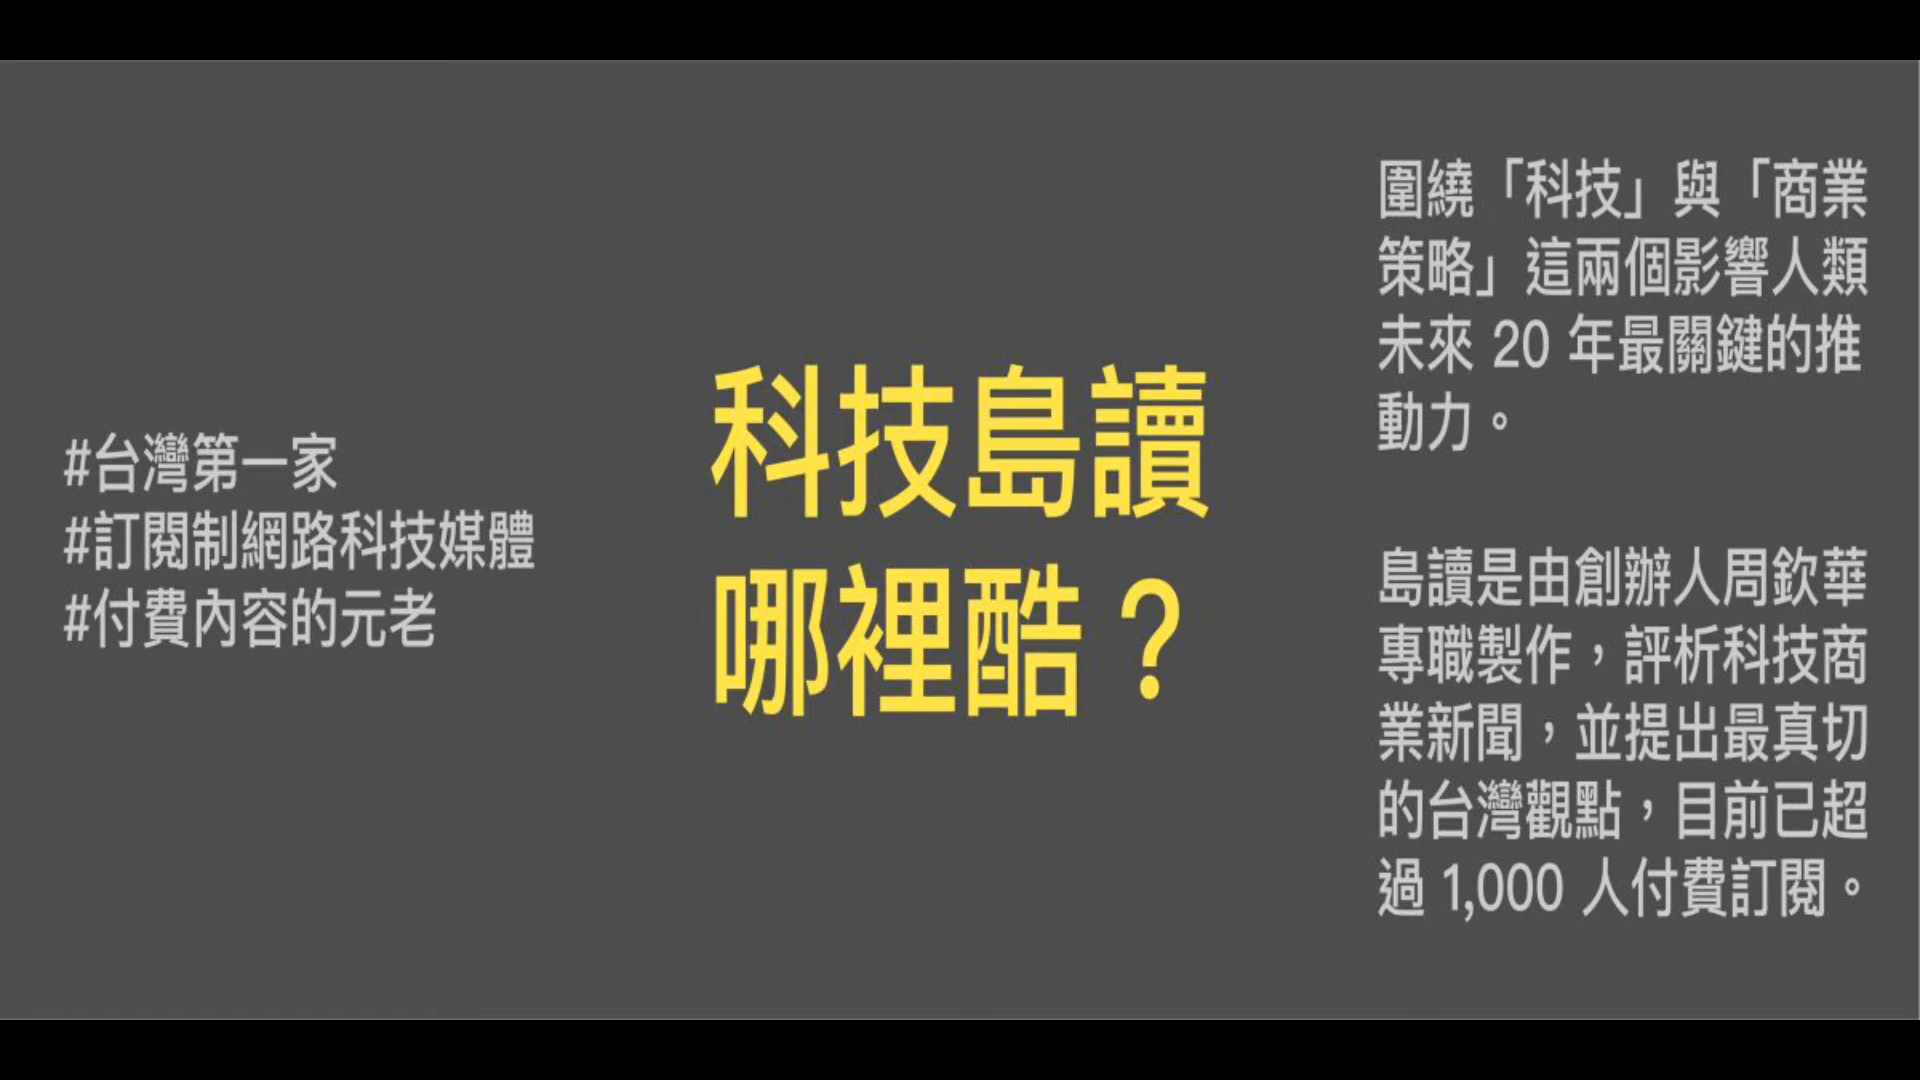 #台灣第一家
#訂閱制網路科技媒體
#付費內容的元老
科技島讀
哪裡酷？
圍繞「科技」與「商業
策略」這兩個影響人類
未來 20 年最關鍵的推
動力。
島讀是由創辦人周欽華
專職製作，評析科技商
業新聞，並提出最真切
的台灣觀點，目前已超
過 1,000 人付費訂閱。